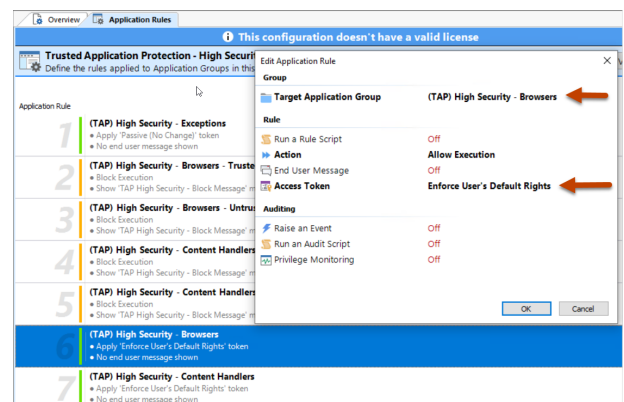 Overview
Application Rules
This configuration doesn't have a valid license
Trusted Application Protection - High Securi
Define the rules applied to Application Groups in this
Application Rule
1
(TAP) High Security - Exceptions
• Apply 'Passive (No Change)' token
• No end user message shown
2
(TAP) High Security - Browsers - Truste
• Block Execution
• Show 'TAP High Security - Block Message' m
3
(TAP) High Security - Browsers - Untrus
• Block Execution
• Show 'TAP High Security - Block Message' m
4
(TAP) High Security - Content Handlers
• Block Execution
• Show 'TAP High Security - Block Message' m
5
(TAP) High Security - Content Handlers
• Block Execution
• Show 'TAP High Security - Block Message' m
6
(TAP) High Security - Browsers
• Apply 'Enforce User's Default Rights' token
• No end user message shown
7
(TAP) High Security - Content Handlers
• Apply 'Enforce User's Default Rights' token
• No end user message shown
Edit Application Rule
Group
Target Application Group (TAP) High Security - Browsers
Rule
Run a Rule Script Off
Action Allow Execution
End User Message Off
Access Token Enforce User's Default Rights
Auditing
Raise an Event Off
Run an Audit Script Off
Privilege Monitoring Off
OK Cancel